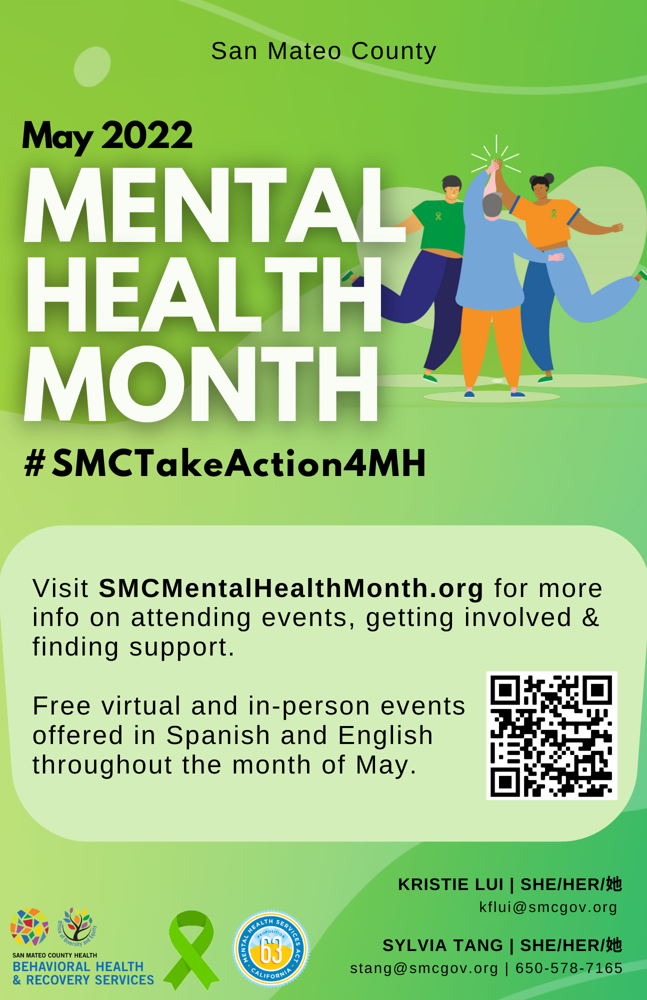 San Mateo County
May 2022
MENTAL
HEALTH
MONTH
#SMCTakeAction4MH
Visit SMCMentalHealthMonth.org for more
info on attending events, getting involved &
finding support.
Free virtual and in-person events
offered in Spanish and English
throughout the month of May.
KRISTIE LUI | SHE/HER/她
kflui@smcgov.org
SYLVIA TANG | SHE/HER/她
stang@smcgov.org | 650-578-7165
Office of Diversity and Equity
SAN MATEO COUNTY HEALTH
BEHAVIORAL HEALTH
& RECOVERY SERVICES
MENTAL HEALTH SERVICES ACT
PROPOSITION
63
CALIFORNIA